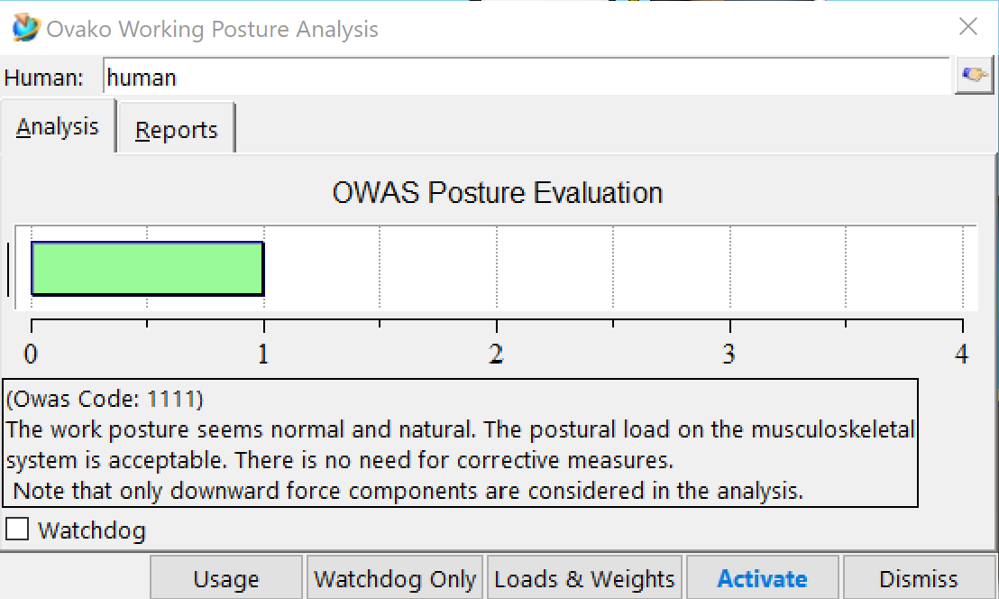 Ovako Working Posture Analysis
Human: human
Analysis Reports
OWAS Posture Evaluation
0 1 2 3 4
(Owas Code: 1111)
The work posture seems normal and natural. The postural load on the musculoskeletal
system is acceptable. There is no need for corrective measures.
Note that only downward force components are considered in the analysis.
Watchdog
Usage Watchdog Only Loads & Weights Activate Dismiss